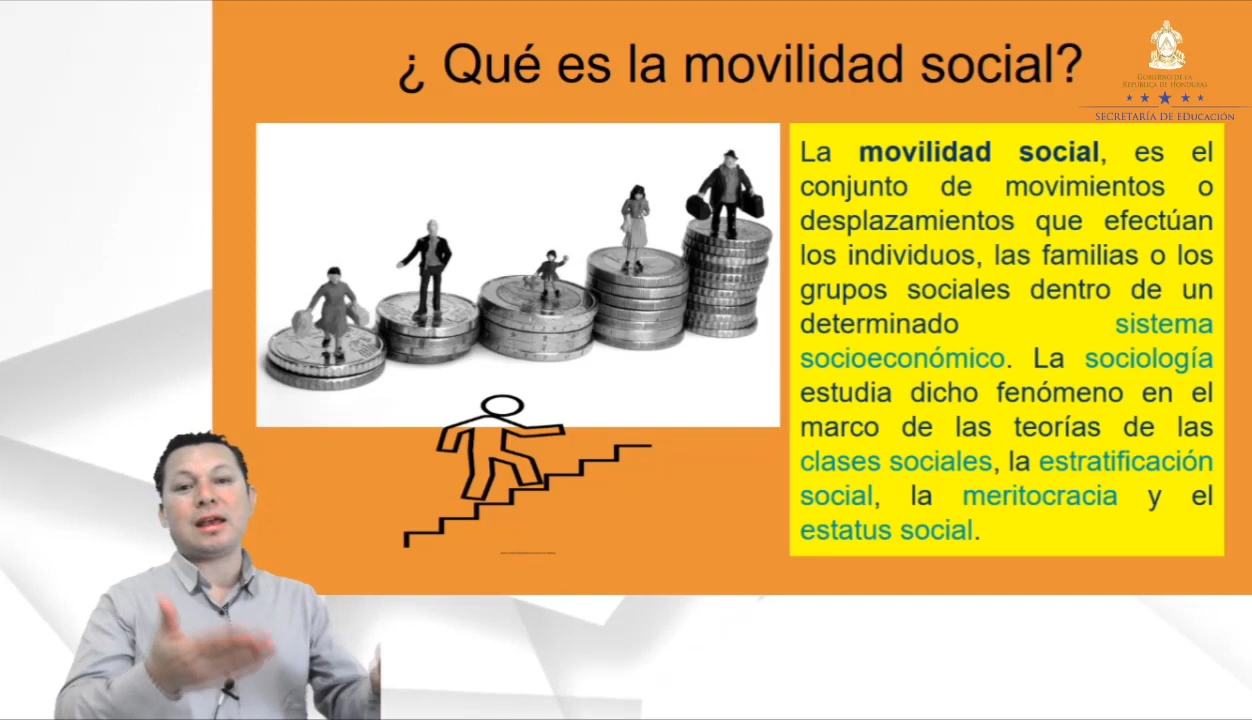 ¿ Qué es la movilidad social?
GOBIERNO DE LA
REPÚBLICA DE HONDURAS
SECRETARÍA DE EDUCACIÓN
La movilidad social, es el
conjunto de movimientos o
desplazamientos que efectúan
los individuos, las familias o los
grupos sociales dentro de un
determinado sistema
socioeconómico. La sociología
estudia dicho fenómeno en el
marco de las teorías de las
clases sociales, la estratificación
social, la meritocracia y el
estatus social.